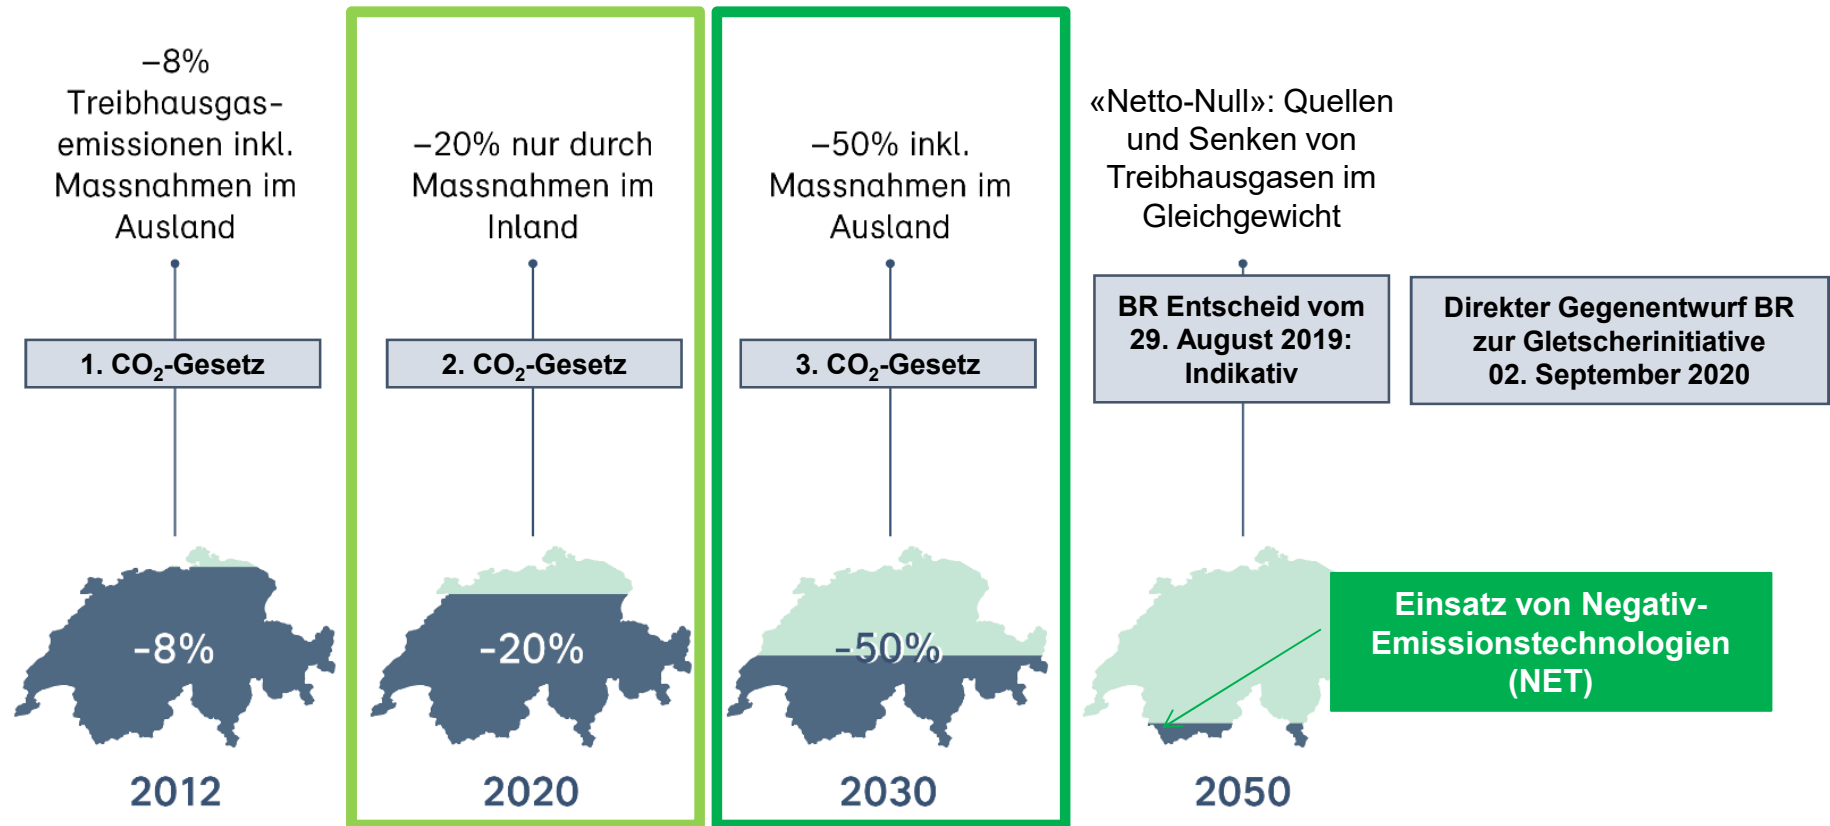 –8%
Treibhausgas-
emissionen inkl.
Massnahmen im
Ausland
1. CO₂-Gesetz
-8%
2012
–20% nur durch
Massnahmen im
Inland
2. CO₂-Gesetz
-20%
2020
–50% inkl.
Massnahmen im
Ausland
3. CO₂-Gesetz
-50%
2030
«Netto-Null»: Quellen
und Senken von
Treibhausgasen im
Gleichgewicht
BR Entscheid vom
29. August 2019:
Indikativ
Direkter Gegenentwurf BR
zur Gletscherinitiative
02. September 2020
Einsatz von Negativ-
Emissionstechnologien
(NET)
2050